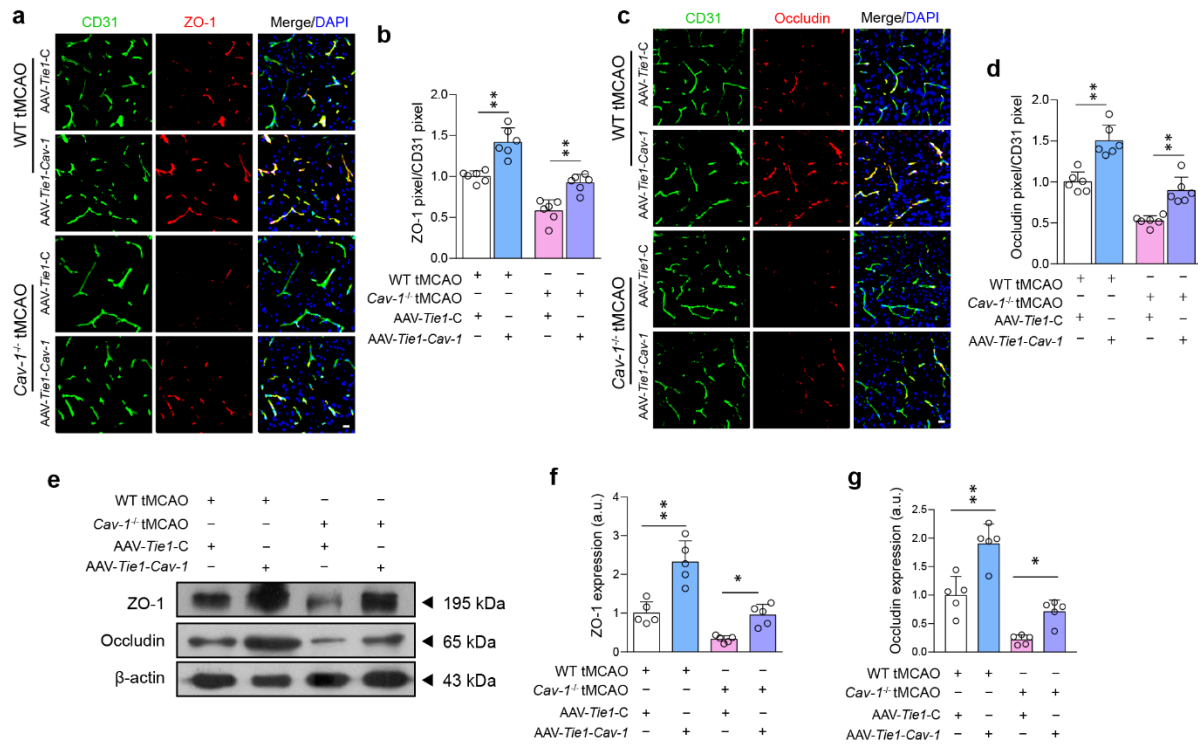 a
CD31 ZO-1 Merge/DAPI
WT tMCAO
AAV-Tie1-C
AAV-Tie1-Cav-1
Cav-1-/- tMCAO
AAV-Tie1-C
AAV-Tie1-Cav-1
b
ZO-1 pixel/CD31 pixel
2.0
1.5
1.0
0.5
0.0
**
**
WT tMCAO + + − −
Cav-1-/- tMCAO − − + +
AAV-Tie1-C + − + −
AAV-Tie1-Cav-1 − + − +
c
CD31 Occludin Merge/DAPI
WT tMCAO
AAV-Tie1-C
AAV-Tie1-Cav-1
Cav-1-/- tMCAO
AAV-Tie1-C
AAV-Tie1-Cav-1
d
Occludin pixel/CD31 pixel
2.0
1.5
1.0
0.5
0.0
**
**
WT tMCAO + + − −
Cav-1-/- tMCAO − − + +
AAV-Tie1-C + − + −
AAV-Tie1-Cav-1 − + − +
e
WT tMCAO + + − −
Cav-1-/- tMCAO − − + +
AAV-Tie1-C + − + −
AAV-Tie1-Cav-1 − + − +
ZO-1 ◄ 195 kDa
Occludin ◄ 65 kDa
β-actin ◄ 43 kDa
f
ZO-1 expression (a.u.)
4
3
2
1
0
**
*
WT tMCAO + + − −
Cav-1-/- tMCAO − − + +
AAV-Tie1-C + − + −
AAV-Tie1-Cav-1 − + − +
g
Occludin expression (a.u.)
2.5
2.0
1.5
1.0
0.5
0.0
**
*
WT tMCAO + + − −
Cav-1-/- tMCAO − − + +
AAV-Tie1-C + − + −
AAV-Tie1-Cav-1 − + − +